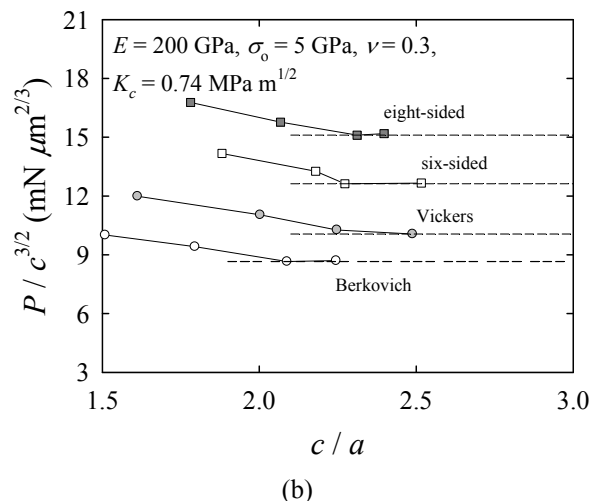 E = 200 GPa, σo = 5 GPa, ν = 0.3,
Kc = 0.74 MPa m^1/2
eight-sided
six-sided
Vickers
Berkovich
P / c^3/2 (mN μm^2/3)
21
18
15
12
9
6
3
1.5 2.0 2.5 3.0
c / a
(b)